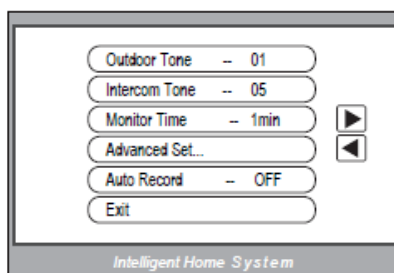 Outdoor Tone -- 01
Intercom Tone -- 05
Monitor Time -- 1min
Advanced Set...
Auto Record -- OFF
Exit
Intelligent Home System